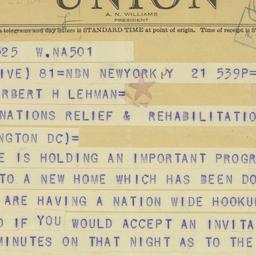 UNION
A. N. WILLIAMS
PRESIDENT
a telegrams and day letters is STANDARD TIME at point of origin. Time of receipt is S
525 W.NA501
IVE) 81=NBN NEWYORK NY 21 539P=
ERBERT H LEHMAN=
NATIONS RELIEF & REHABILITATIO
NGTON DC)=
E IS HOLDING AN IMPORTANT PROGR
TO A NEW HOME WHICH HAS BEEN DO
ARE HAVING A NATION WIDE HOOKU
D IF YOU WOULD ACCEPT AN INVITA
MINUTES ON THAT NIGHT AS TO THE